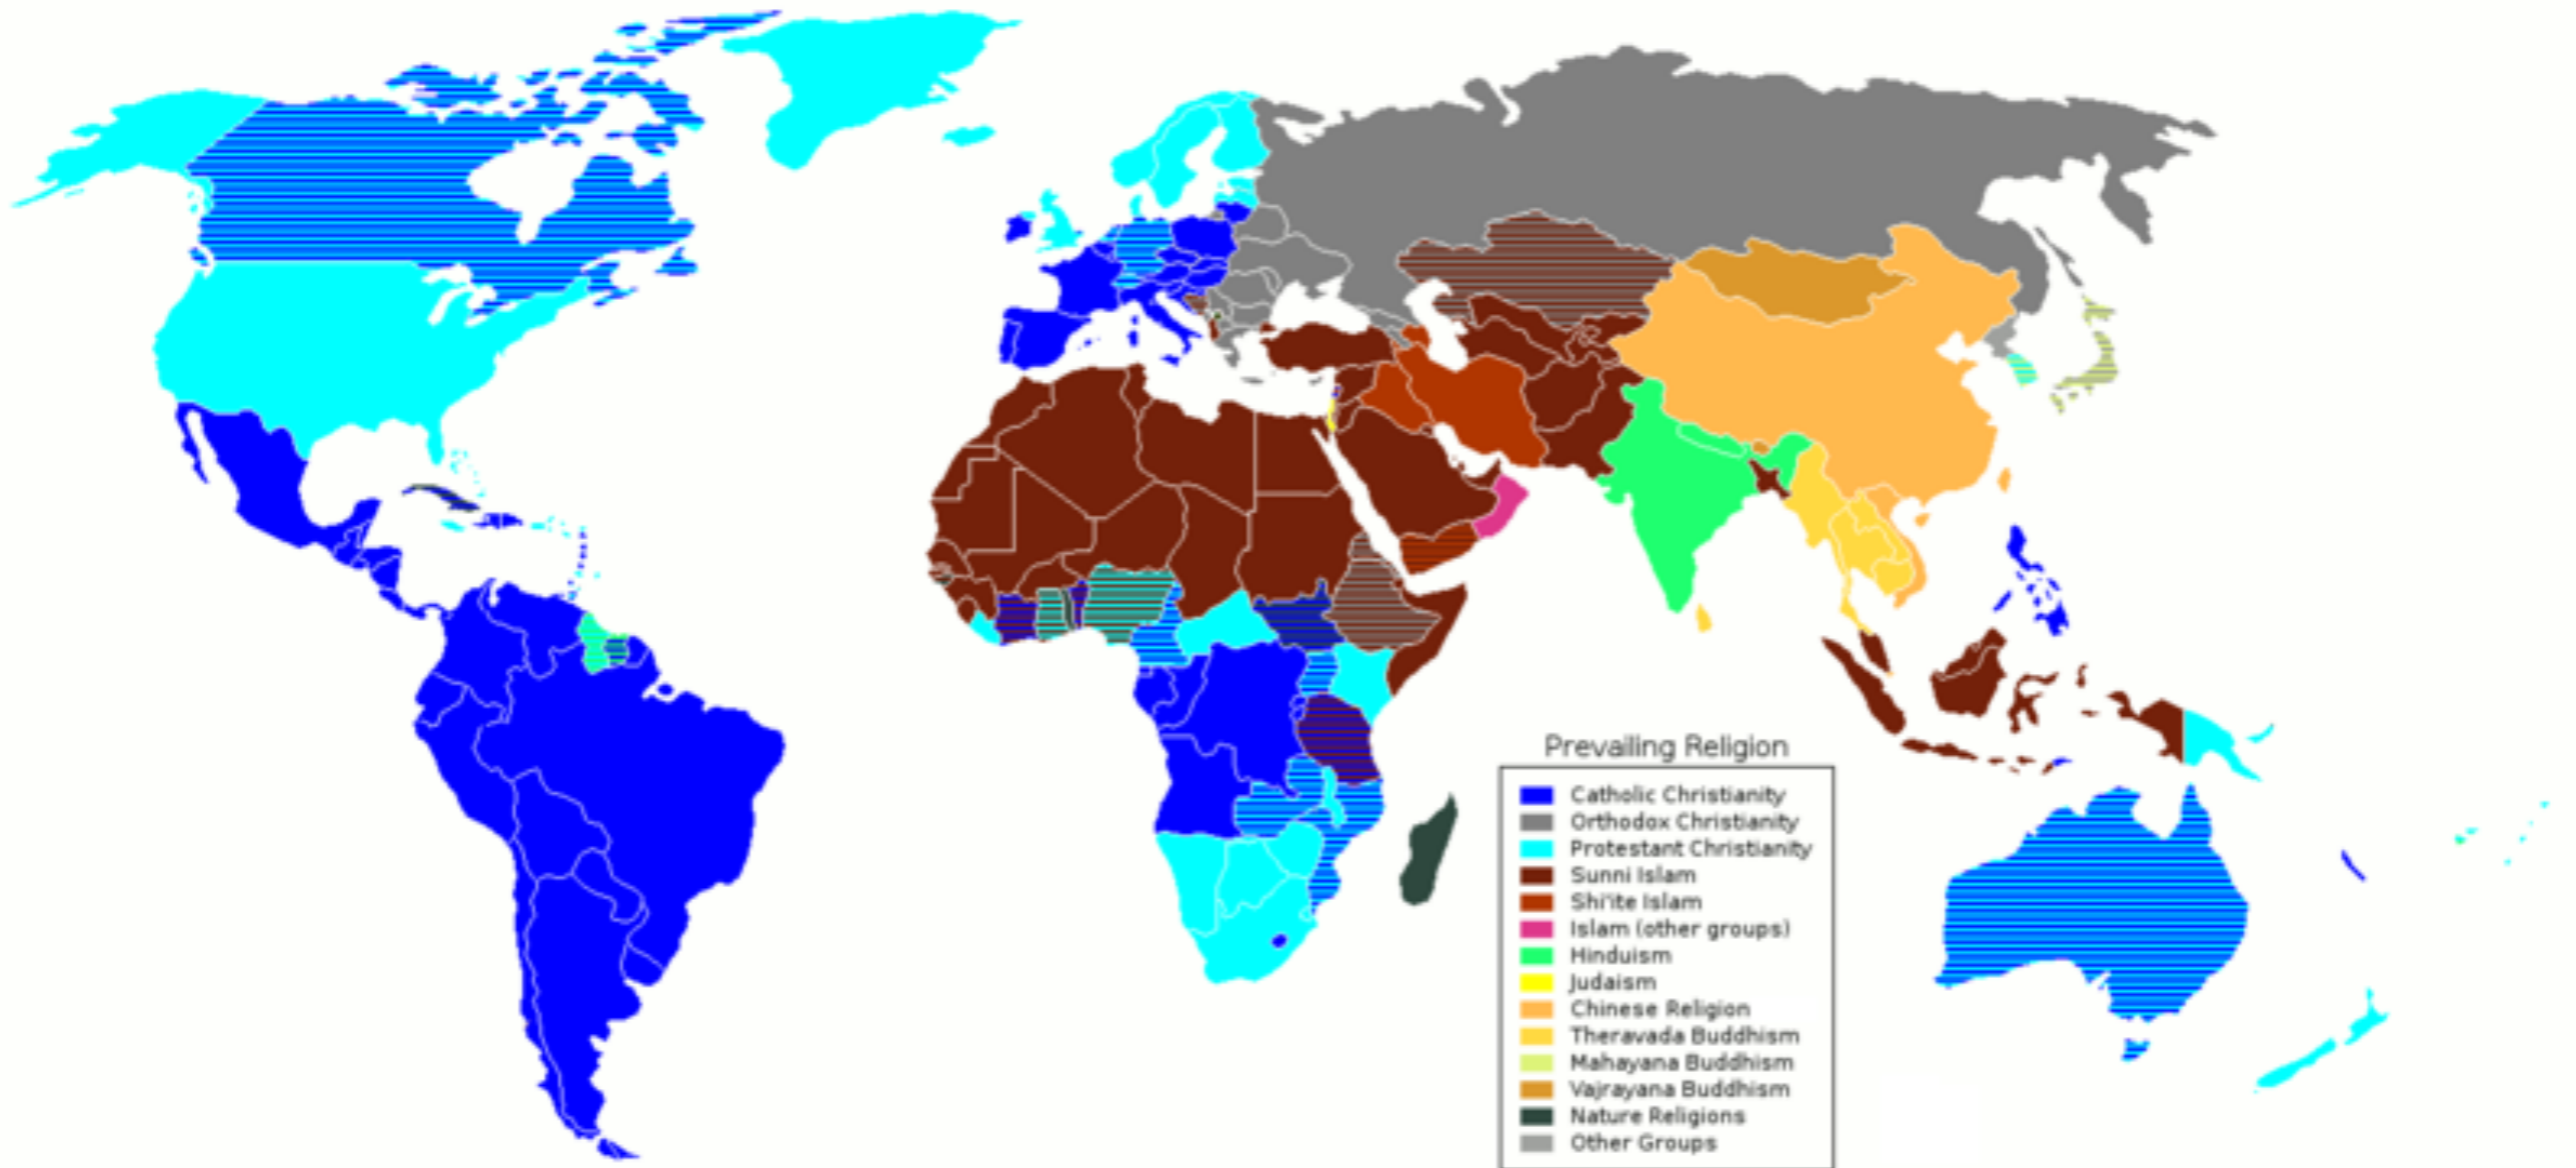 Prevailing Religion
Catholic Christianity
Orthodox Christianity
Protestant Christianity
Sunni Islam
Shi'ite Islam
Islam (other groups)
Hinduism
Judaism
Chinese Religion
Theravada Buddhism
Mahayana Buddhism
Vajrayana Buddhism
Nature Religions
Other Groups